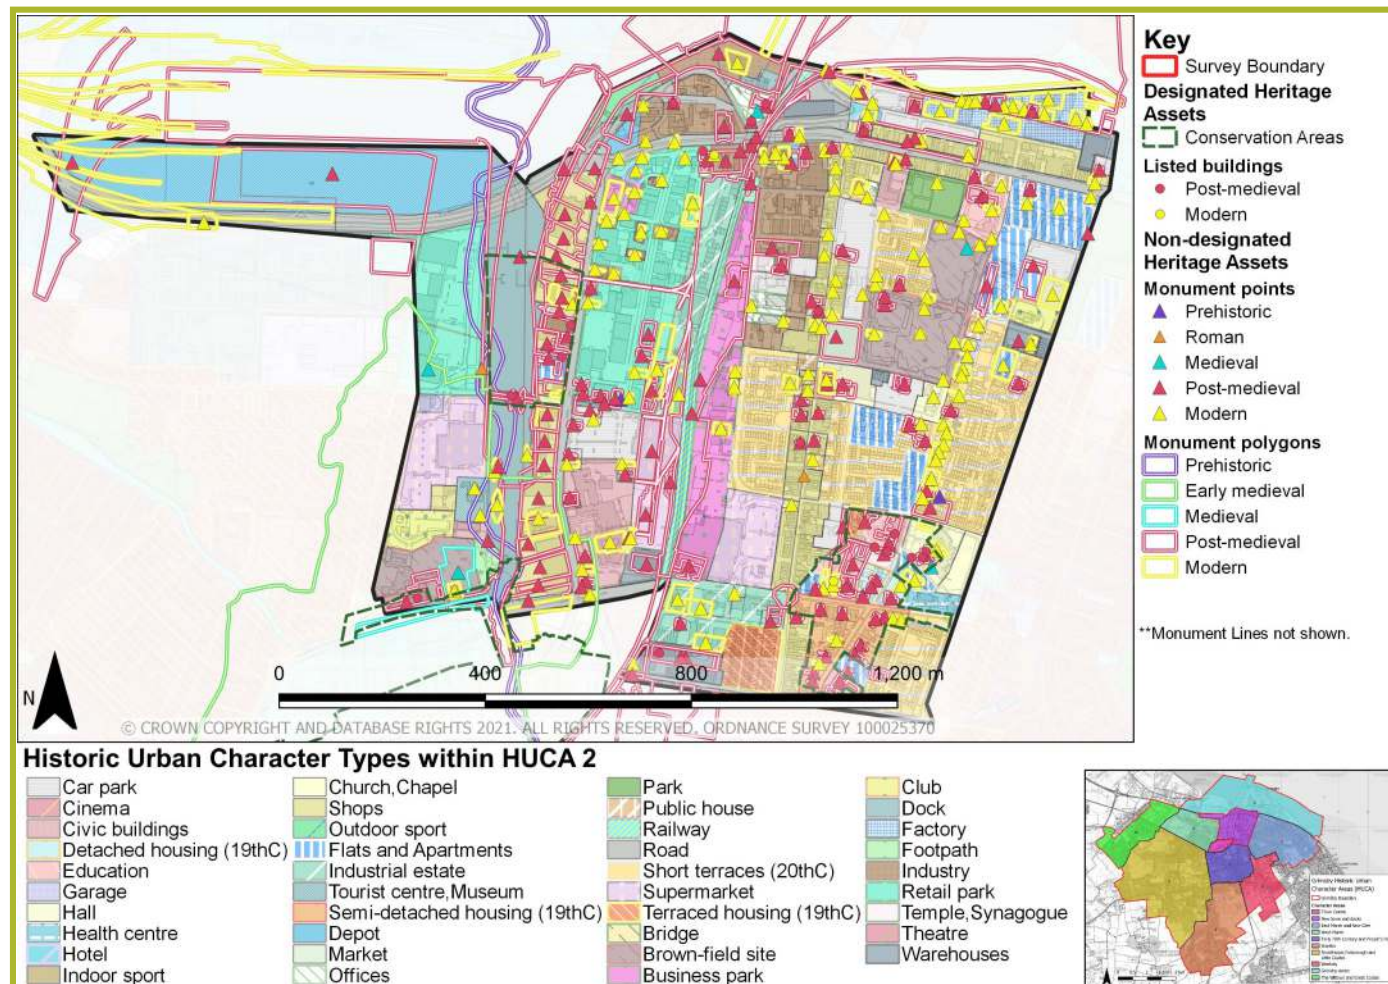 Key
Survey Boundary
Designated Heritage
Assets
Conservation Areas
Listed buildings
Post-medieval
Modern
Non-designated
Heritage Assets
Monument points
Prehistoric
Roman
Medieval
Post-medieval
Modern
Monument polygons
Prehistoric
Early medieval
Medieval
Post-medieval
Modern
**Monument Lines not shown.
0 400 800 1,200 m
N
© CROWN COPYRIGHT AND DATABASE RIGHTS 2021. ALL RIGHTS RESERVED. ORDNANCE SURVEY 100025370
Historic Urban Character Types within HUCA 2
Car park
Cinema
Civic buildings
Detached housing (19thC)
Education
Garage
Hall
Health centre
Hotel
Indoor sport
Church,Chapel
Shops
Outdoor sport
Flats and Apartments
Industrial estate
Tourist centre,Museum
Semi-detached housing (19thC)
Depot
Market
Offices
Park
Public house
Railway
Road
Short terraces (20thC)
Supermarket
Terraced housing (19thC)
Bridge
Brown-field site
Business park
Club
Dock
Factory
Footpath
Industry
Retail park
Temple,Synagogue
Theatre
Warehouses
Grimsby Historic Urban
Character Areas (HUCA)